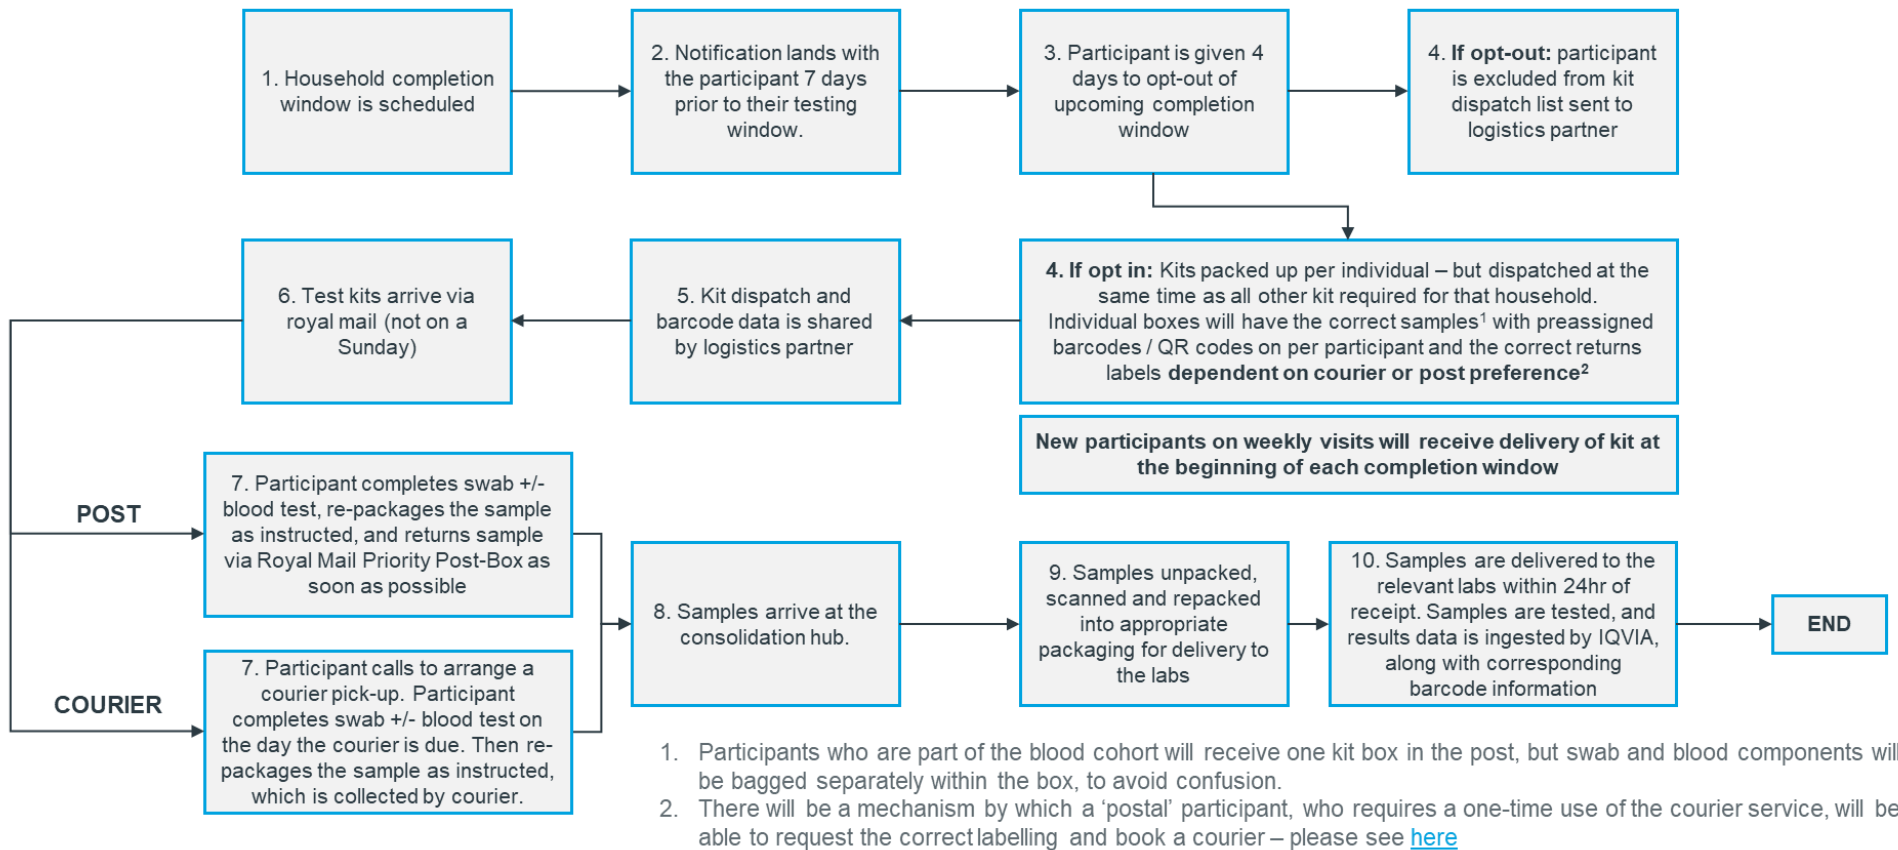 1. Household completion
window is scheduled
2. Notification lands with
the participant 7 days
prior to their testing
window.
3. Participant is given 4
days to opt-out of
upcoming completion
window
4. If opt-out: participant
is excluded from kit
dispatch list sent to
logistics partner
4. If opt in: Kits packed up per individual – but dispatched at the
same time as all other kit required for that household.
Individual boxes will have the correct samples¹ with preassigned
barcodes / QR codes on per participant and the correct returns
labels dependent on courier or post preference²
New participants on weekly visits will receive delivery of kit at
the beginning of each completion window
5. Kit dispatch and
barcode data is shared
by logistics partner
6. Test kits arrive via
royal mail (not on a
Sunday)
POST
7. Participant completes swab +/-
blood test, re-packages the sample
as instructed, and returns sample
via Royal Mail Priority Post-Box as
soon as possible
COURIER
7. Participant calls to arrange a
courier pick-up. Participant
completes swab +/- blood test on
the day the courier is due. Then re-
packages the sample as instructed,
which is collected by courier.
8. Samples arrive at the
consolidation hub.
9. Samples unpacked,
scanned and repacked
into appropriate
packaging for delivery to
the labs
10. Samples are delivered to the
relevant labs within 24hr of
receipt. Samples are tested, and
results data is ingested by IQVIA,
along with corresponding
barcode information
END
1. Participants who are part of the blood cohort will receive one kit box in the post, but swab and blood components will
be bagged separately within the box, to avoid confusion.
2. There will be a mechanism by which a ‘postal’ participant, who requires a one-time use of the courier service, will be
able to request the correct labelling and book a courier – please see here